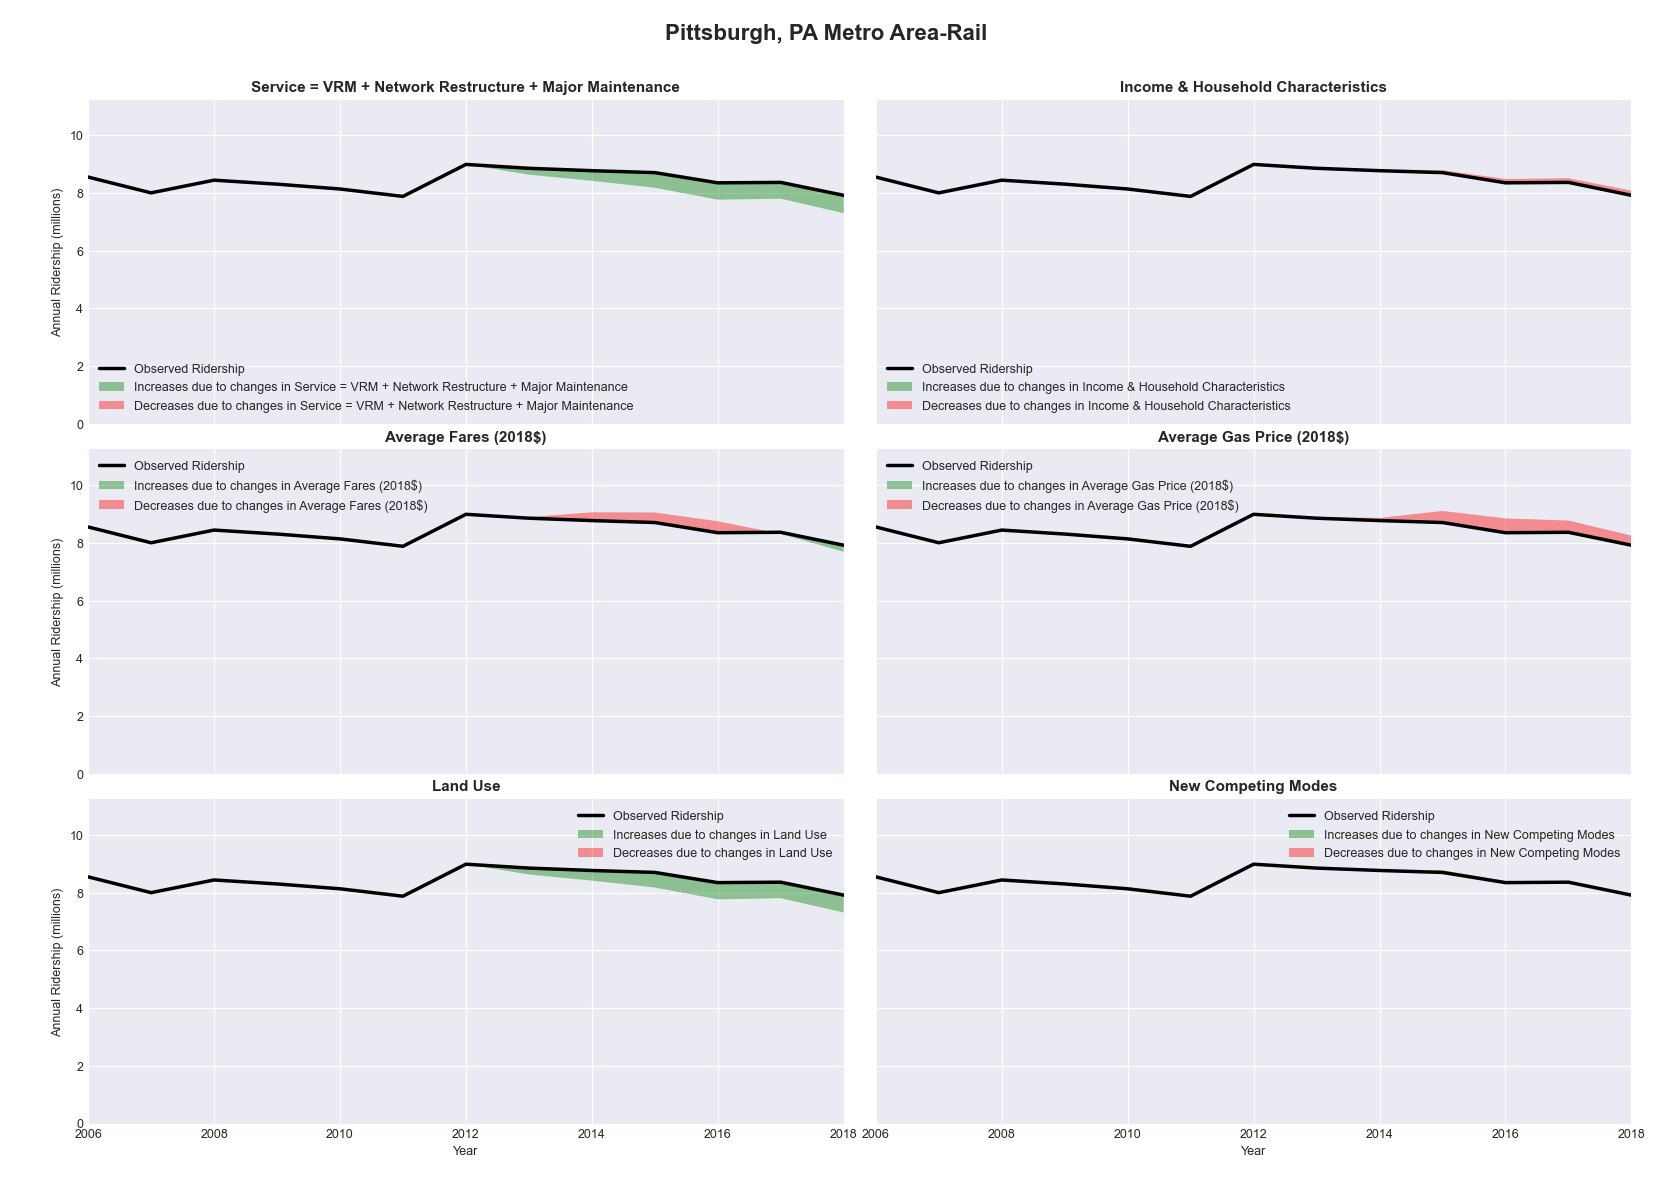 Pittsburgh, PA Metro Area-Rail
Service = VRM + Network Restructure + Major Maintenance
Annual Ridership (millions)
10
8
6
4
2
0
Observed Ridership
Increases due to changes in Service = VRM + Network Restructure + Major Maintenance
Decreases due to changes in Service = VRM + Network Restructure + Major Maintenance
Income & Household Characteristics
Observed Ridership
Increases due to changes in Income & Household Characteristics
Decreases due to changes in Income & Household Characteristics
Average Fares (2018$)
Annual Ridership (millions)
10
8
6
4
2
0
Observed Ridership
Increases due to changes in Average Fares (2018$)
Decreases due to changes in Average Fares (2018$)
Average Gas Price (2018$)
Observed Ridership
Increases due to changes in Average Gas Price (2018$)
Decreases due to changes in Average Gas Price (2018$)
Land Use
Annual Ridership (millions)
10
8
6
4
2
0
Observed Ridership
Increases due to changes in Land Use
Decreases due to changes in Land Use
2006 2008 2010 2012 2014 2016 2018
Year
New Competing Modes
Observed Ridership
Increases due to changes in New Competing Modes
Decreases due to changes in New Competing Modes
2006 2008 2010 2012 2014 2016 2018
Year